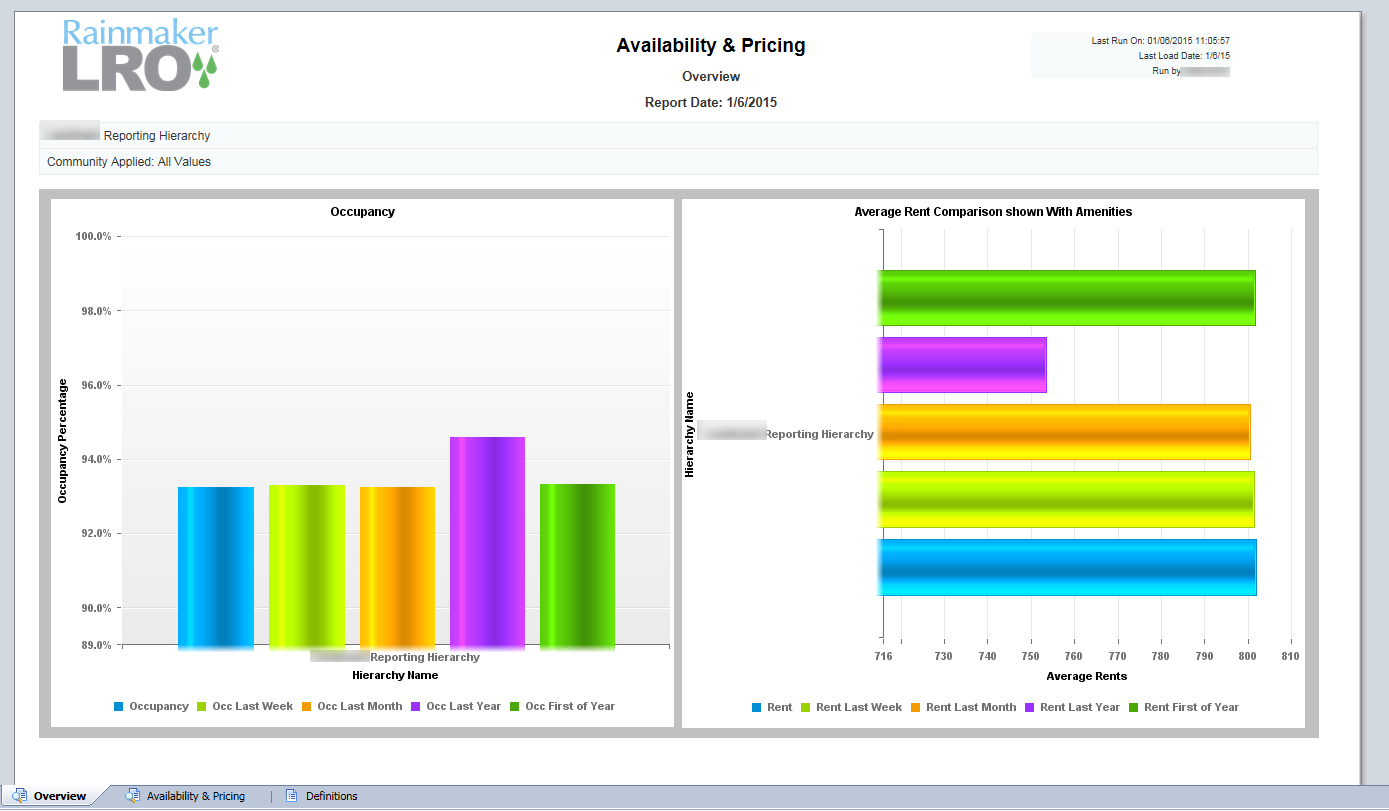 Rainmaker
LRO®
Availability & Pricing
Overview
Report Date: 1/6/2015
Last Run On: 01/06/2015 11:05:57
Last Load Date: 1/6/15
Run by
Reporting Hierarchy
Community Applied: All Values
Occupancy
100.0%
98.0%
96.0%
94.0%
92.0%
90.0%
89.0%
Occupancy Percentage
Reporting Hierarchy
Hierarchy Name
Occupancy Occ Last Week Occ Last Month Occ Last Year Occ First of Year
Average Rent Comparison shown With Amenities
Hierarchy Name
Reporting Hierarchy
716 730 740 750 760 770 780 790 800 810
Average Rents
Rent Rent Last Week Rent Last Month Rent Last Year Rent First of Year
Overview Availability & Pricing Definitions